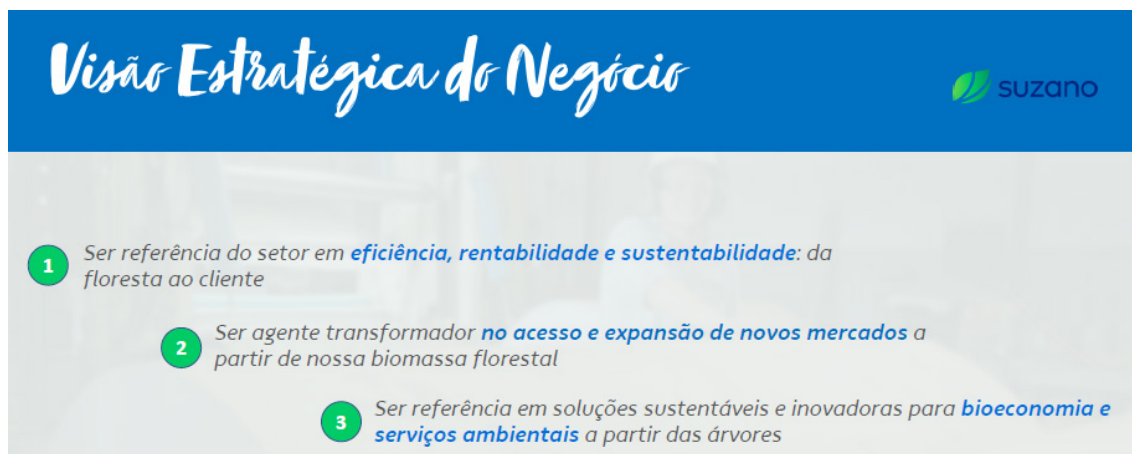 Visão Estratégica do Negócio
suzano
1 Ser referência do setor em eficiência, rentabilidade e sustentabilidade: da
floresta ao cliente
2 Ser agente transformador no acesso e expansão de novos mercados a
partir de nossa biomassa florestal
3 Ser referência em soluções sustentáveis e inovadoras para bioeconomia e
serviços ambientais a partir das árvores